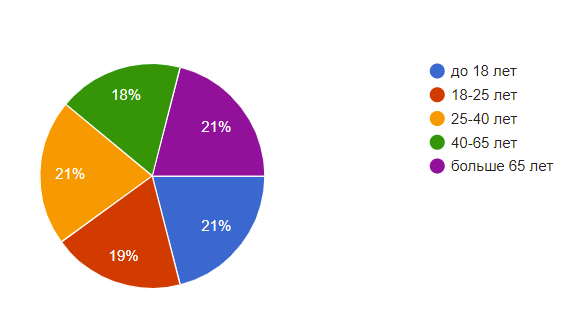 18%
21%
21%
21%
19%
до 18 лет
18-25 лет
25-40 лет
40-65 лет
больше 65 лет